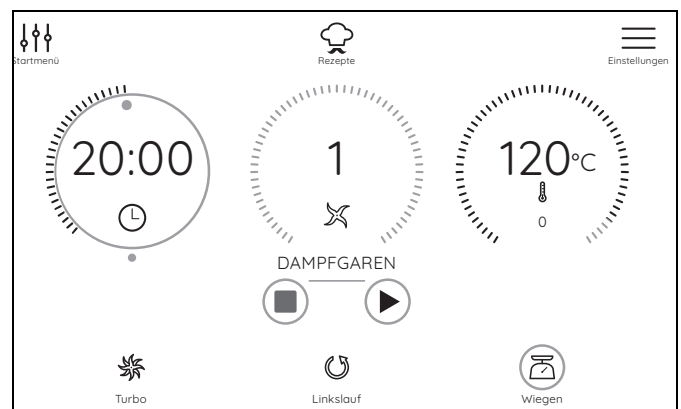 Startmenü
Rezepte
Einstellungen
20:00
1
120°C
0
DAMPFGAREN
Turbo
Linkslauf
Wiegen